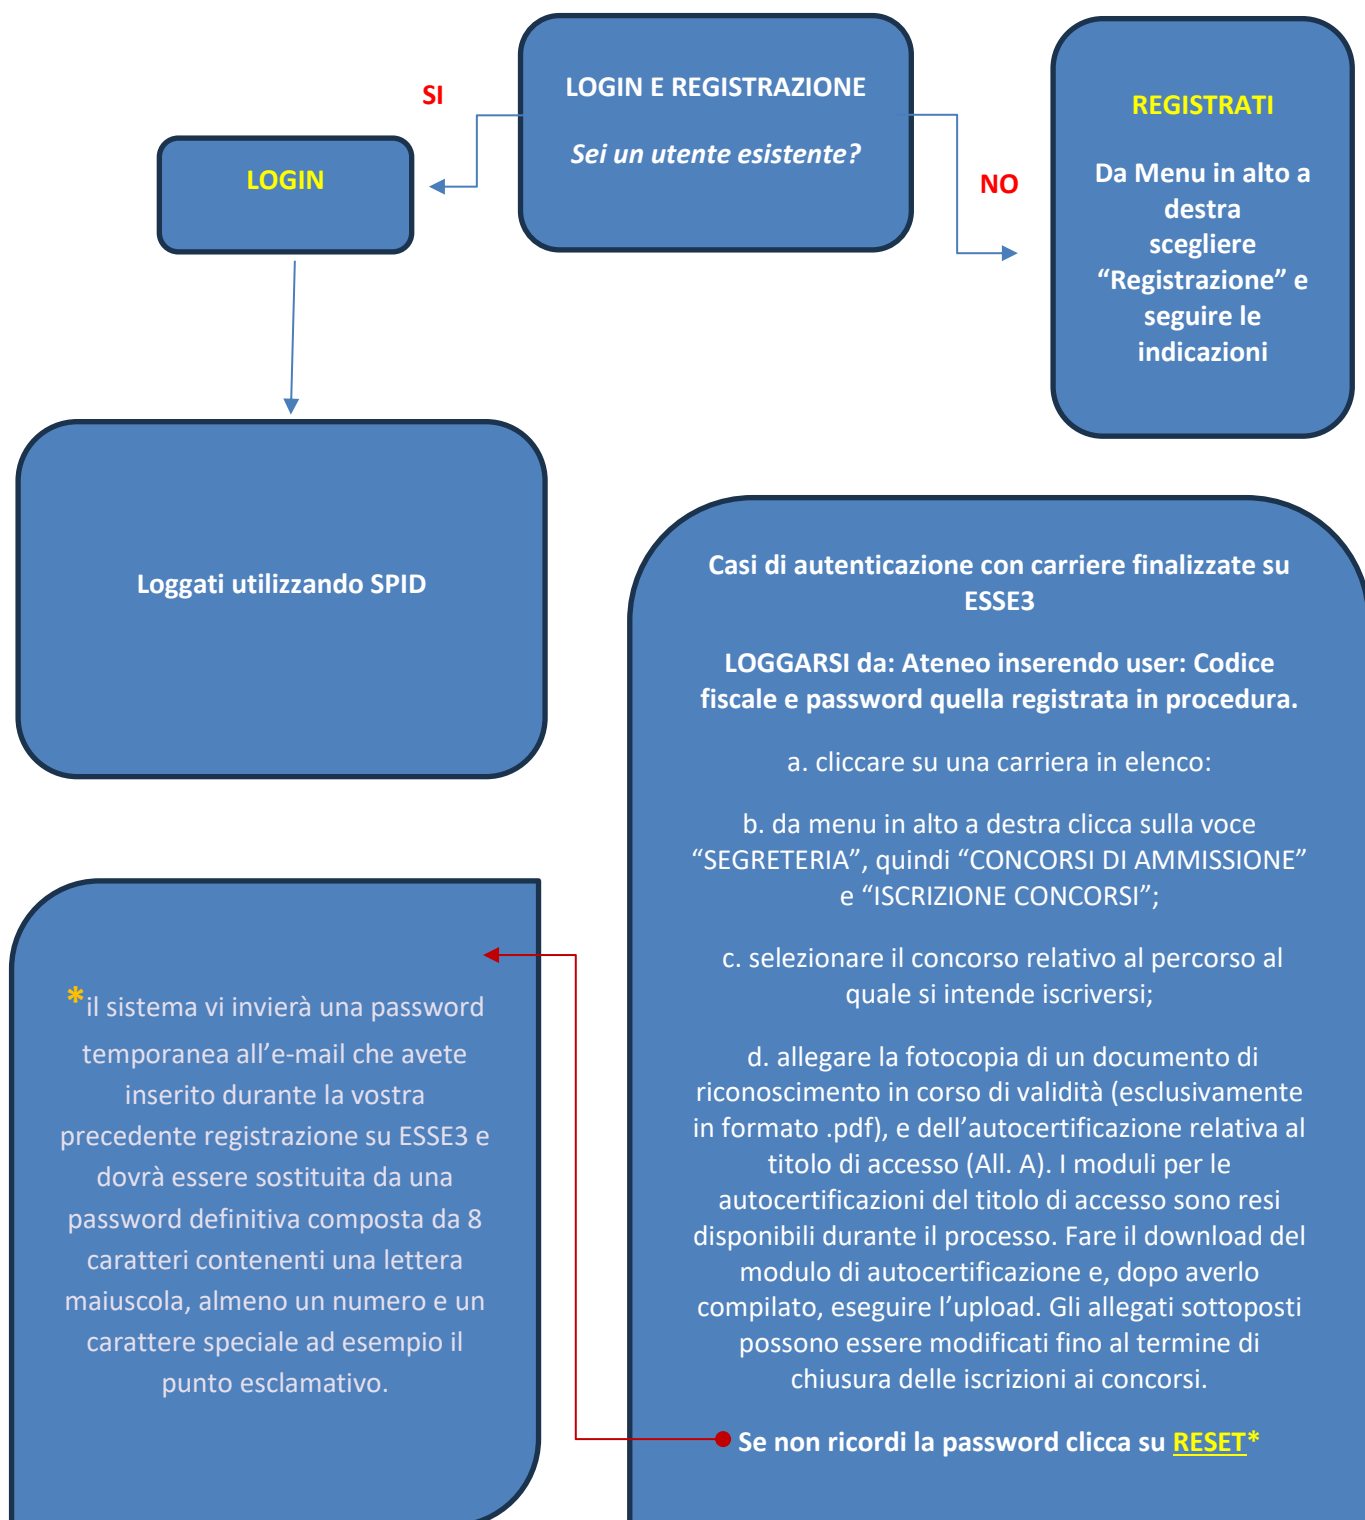 SI
LOGIN E REGISTRAZIONE
Sei un utente esistente?
NO
REGISTRATI
Da Menu in alto a
destra
scegliere
“Registrazione” e
seguire le
indicazioni
LOGIN
Loggati utilizzando SPID
Casi di autenticazione con carriere finalizzate su
ESSE3
LOGGARSI da: Ateneo inserendo user: Codice
fiscale e password quella registrata in procedura.
a. cliccare su una carriera in elenco:
b. da menu in alto a destra clicca sulla voce
“SEGRETERIA”, quindi “CONCORSI DI AMMISSIONE”
e “ISCRIZIONE CONCORSI”;
c. selezionare il concorso relativo al percorso al
quale si intende iscriversi;
d. allegare la fotocopia di un documento di
riconoscimento in corso di validità (esclusivamente
in formato .pdf), e dell’autocertificazione relativa al
titolo di accesso (All. A). I moduli per le
autocertificazioni del titolo di accesso sono resi
disponibili durante il processo. Fare il download del
modulo di autocertificazione e, dopo averlo
compilato, eseguire l’upload. Gli allegati sottoposti
possono essere modificati fino al termine di
chiusura delle iscrizioni ai concorsi.
Se non ricordi la password clicca su RESET*
*il sistema vi invierà una password
temporanea all’e-mail che avete
inserito durante la vostra
precedente registrazione su ESSE3 e
dovrà essere sostituita da una
password definitiva composta da 8
caratteri contenenti una lettera
maiuscola, almeno un numero e un
carattere speciale ad esempio il
punto esclamativo.